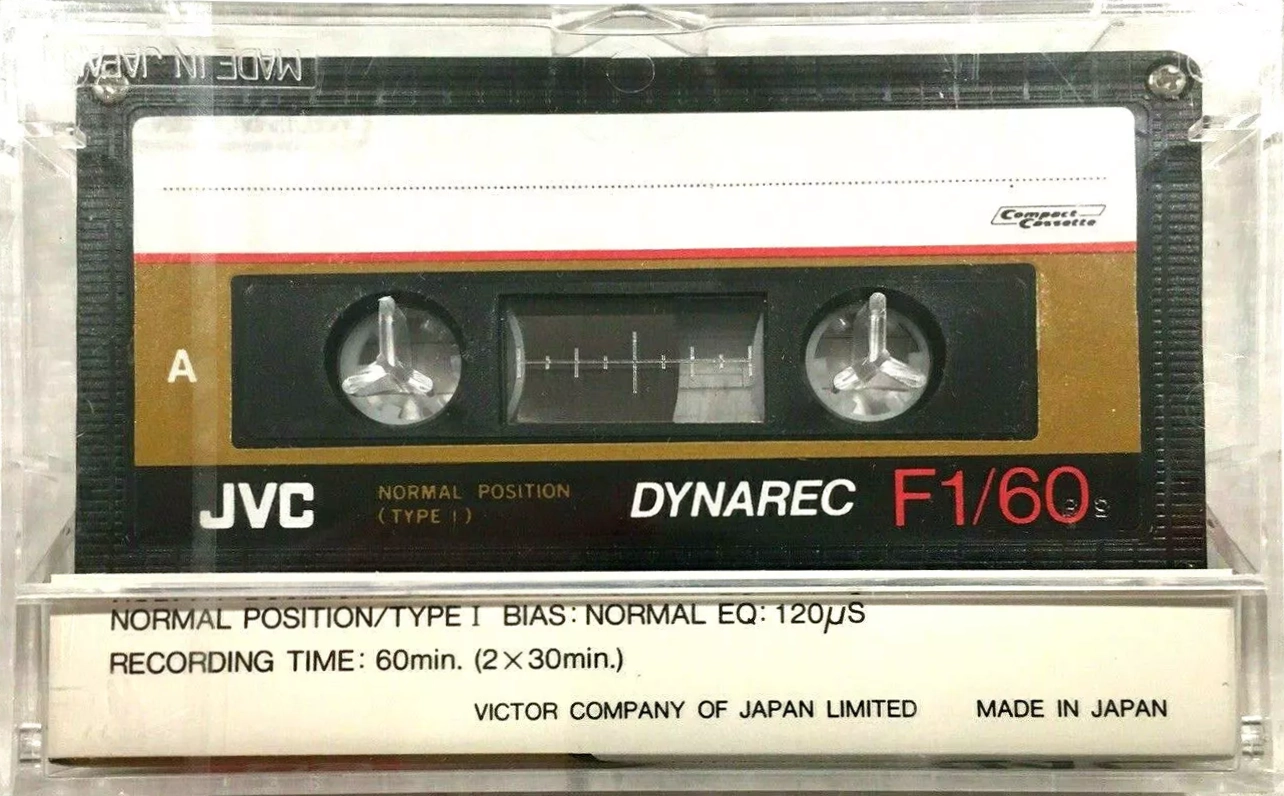 MADE IN JAPAN
Compact
Cassette
A
JVC
NORMAL POSITION
(TYPE I)
DYNAREC F1/60
NORMAL POSITION/TYPE I BIAS: NORMAL EQ: 120µS
RECORDING TIME: 60min. (2×30min.)
VICTOR COMPANY OF JAPAN LIMITED MADE IN JAPAN